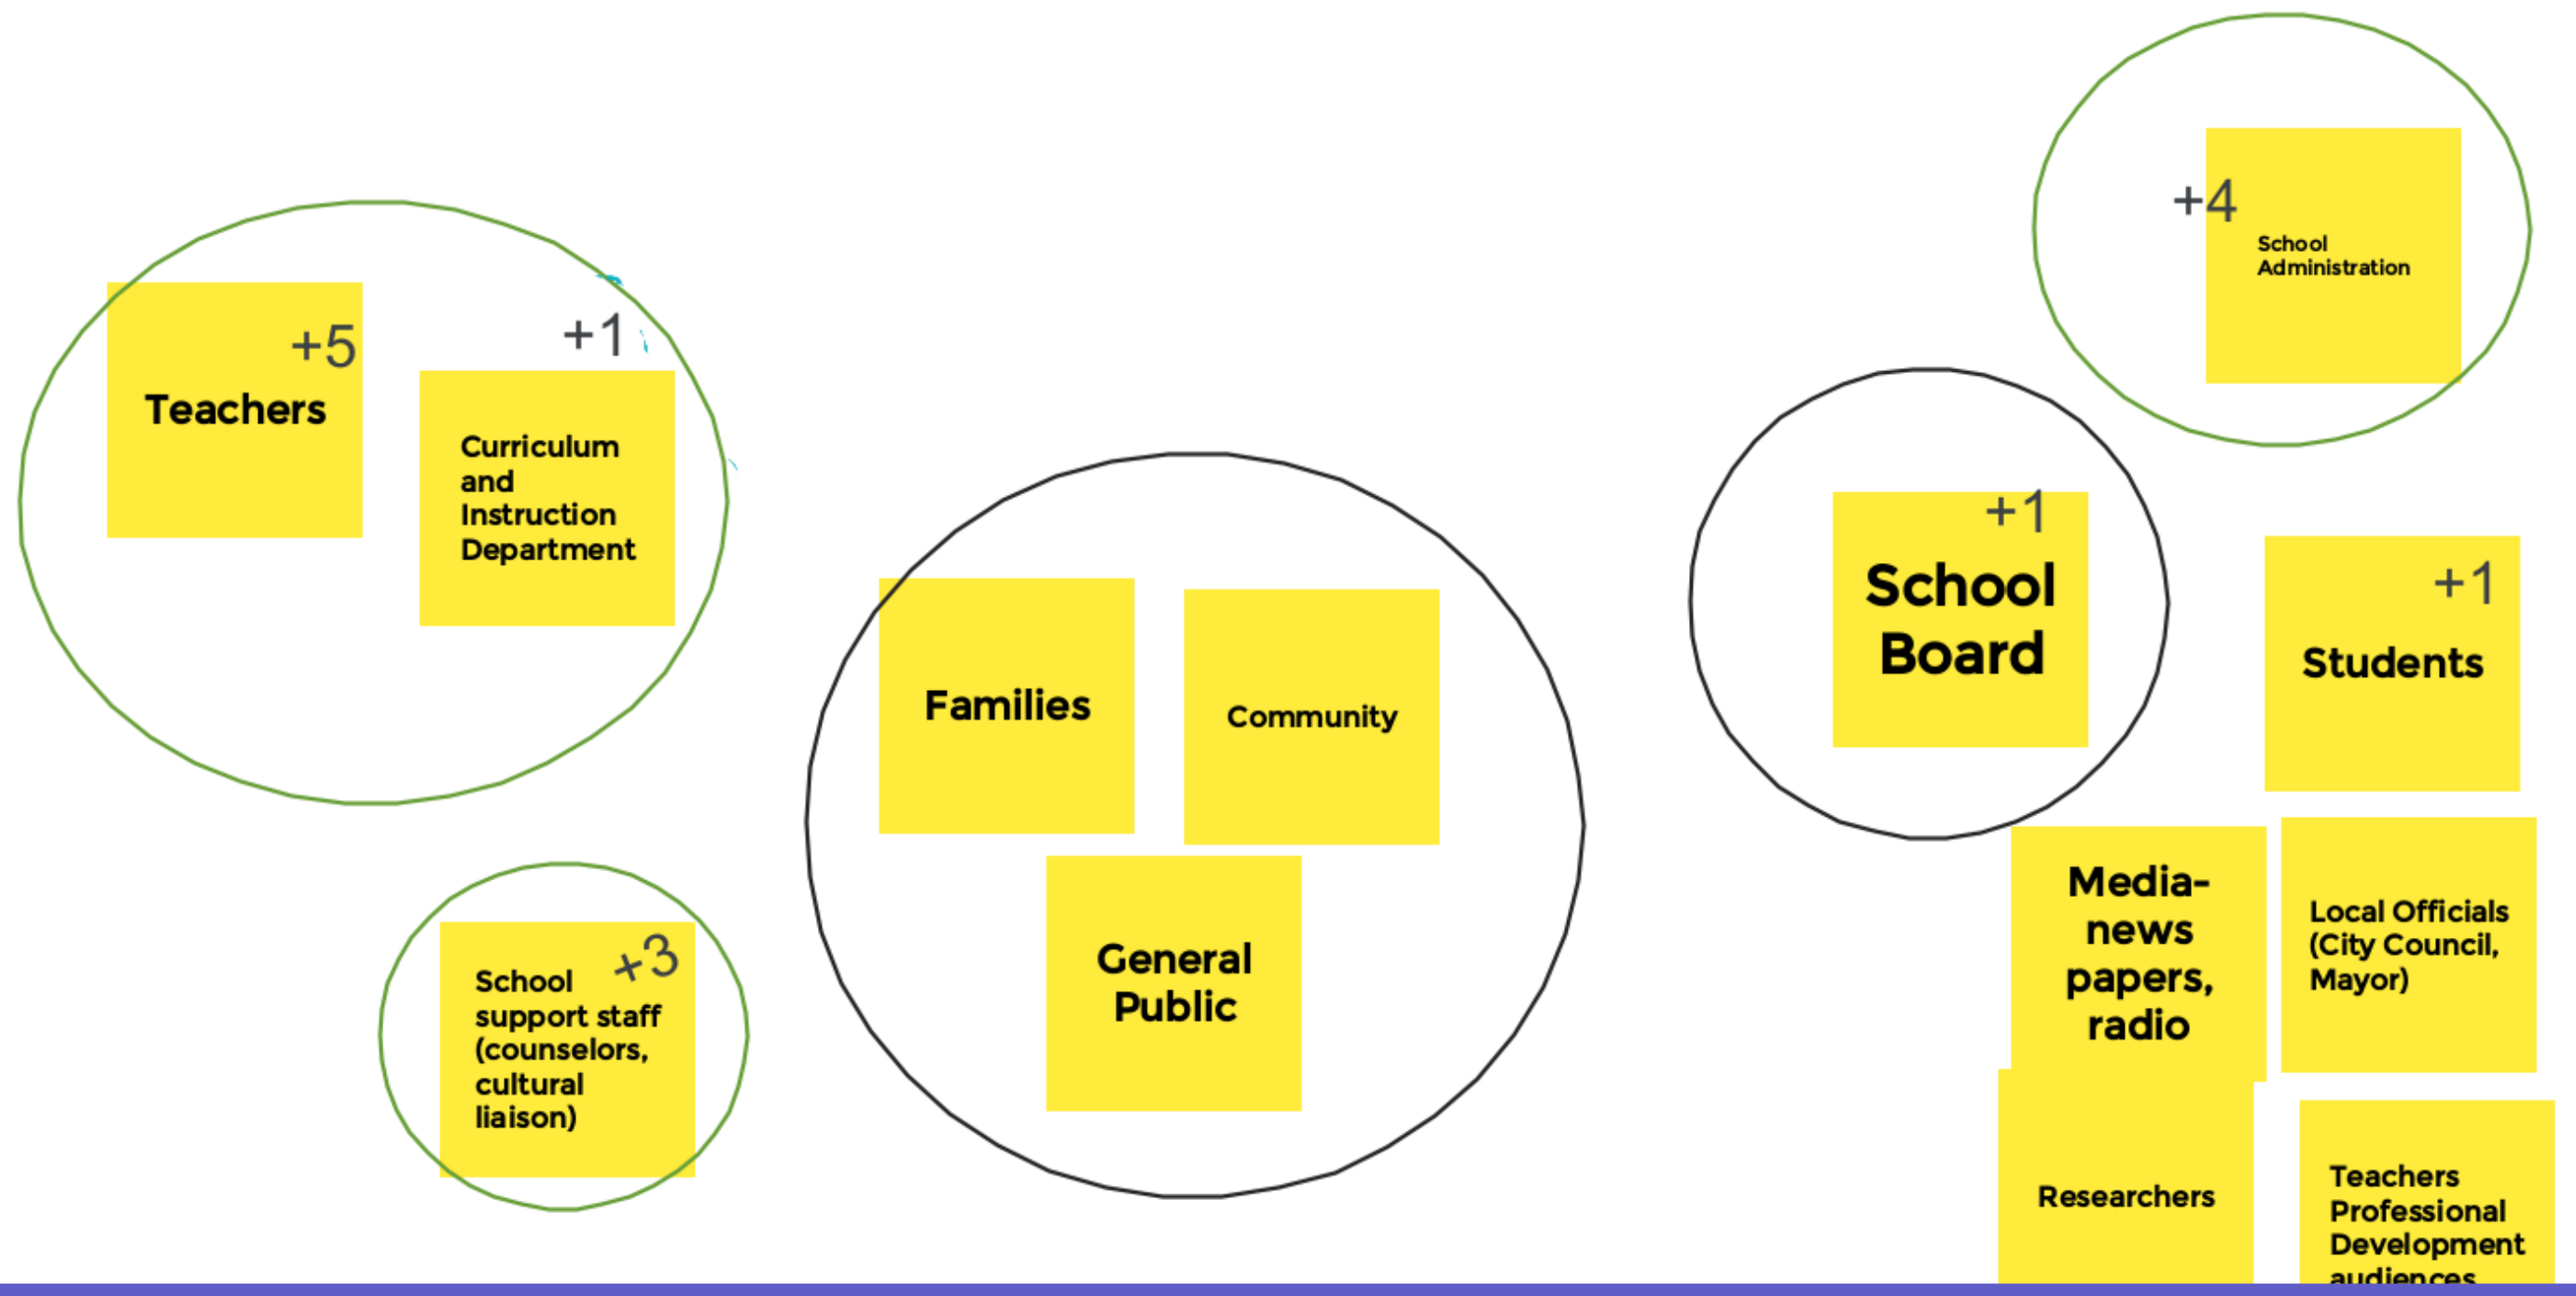 +5
Teachers
+1
Curriculum
and
Instruction
Department
+3
School
support staff
(counselors,
cultural
liaison)
Families
Community
General
Public
+4
School
Administration
+1
School
Board
+1
Students
Media-
news
papers,
radio
Local Officials
(City Council,
Mayor)
Researchers
Teachers
Professional
Development
audiences